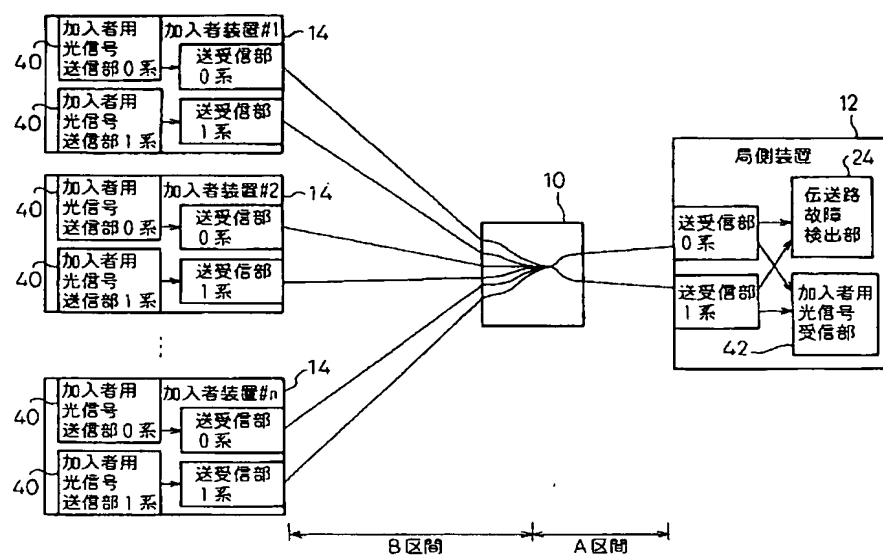 加入者装置#1
14
40
加入者用
光信号
送信部0系
送受信部
0系
40
加入者用
光信号
送信部1系
送受信部
1系
加入者装置#2
14
40
加入者用
光信号
送信部0系
送受信部
0系
40
加入者用
光信号
送信部1系
送受信部
1系
⋮
加入者装置#n
14
40
加入者用
光信号
送信部0系
送受信部
0系
40
加入者用
光信号
送信部1系
送受信部
1系
10
12
局側装置
24
伝送路
故障
検出部
送受信部
0系
送受信部
1系
加入者用
光信号
受信部
42
B区間
A区間